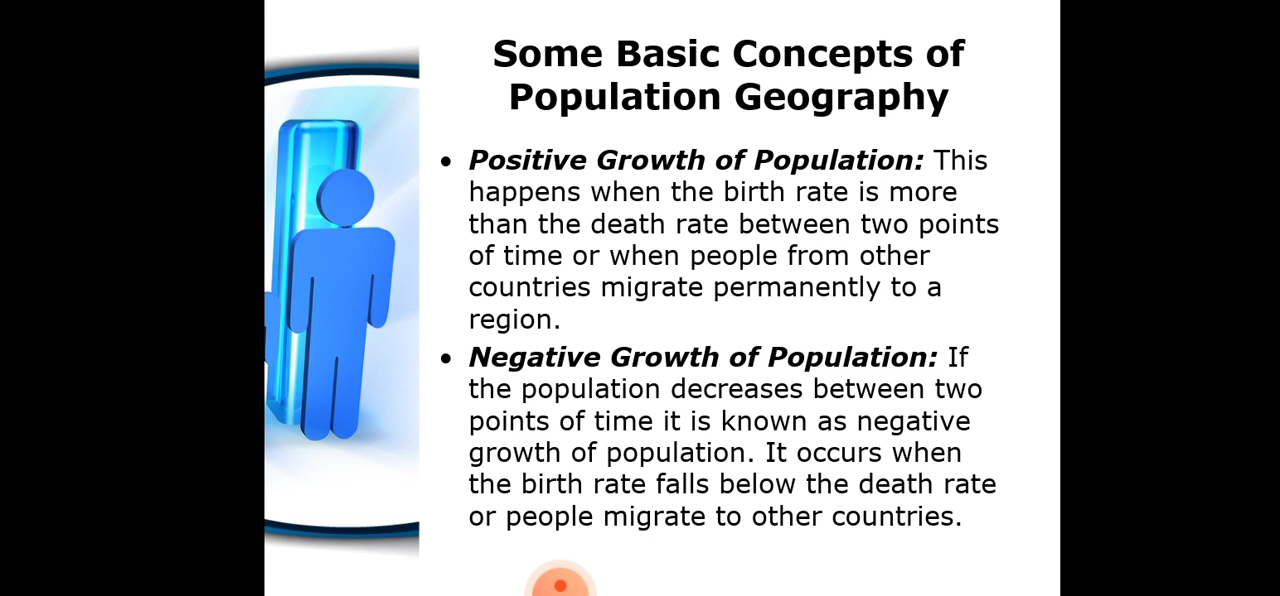 Some Basic Concepts of
Population Geography
• Positive Growth of Population: This
happens when the birth rate is more
than the death rate between two points
of time or when people from other
countries migrate permanently to a
region.
• Negative Growth of Population: If
the population decreases between two
points of time it is known as negative
growth of population. It occurs when
the birth rate falls below the death rate
or people migrate to other countries.